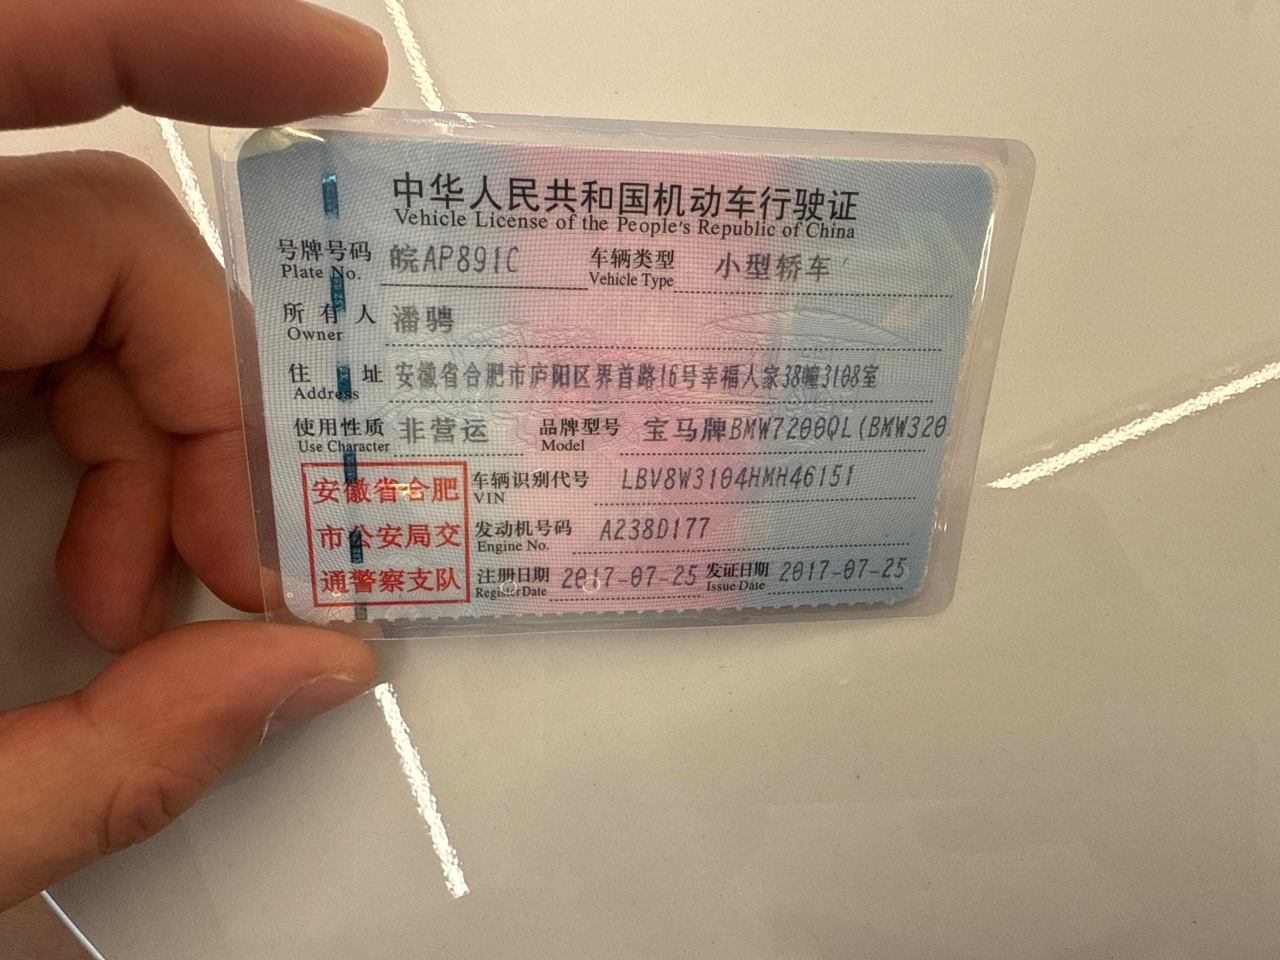 中华人民共和国机动车行驶证
Vehicle License of the People's Republic of China
号牌号码 皖AP891C 车辆类型 小型轿车
Plate No. Vehicle Type
所有人 潘骋
Owner
住址 安徽省合肥市庐阳区界首路16号幸福人家38幢3108室
Address
使用性质 非营运 品牌型号 宝马牌BMW7200QL(BMW320
Use Character Model
安徽省合肥 车辆识别代号 LBV8W3104HMH46151
VIN
市公安局交 发动机号码 A238D177
Engine No.
通警察支队 注册日期 2017-07-25 发证日期 2017-07-25
Register Date Issue Date